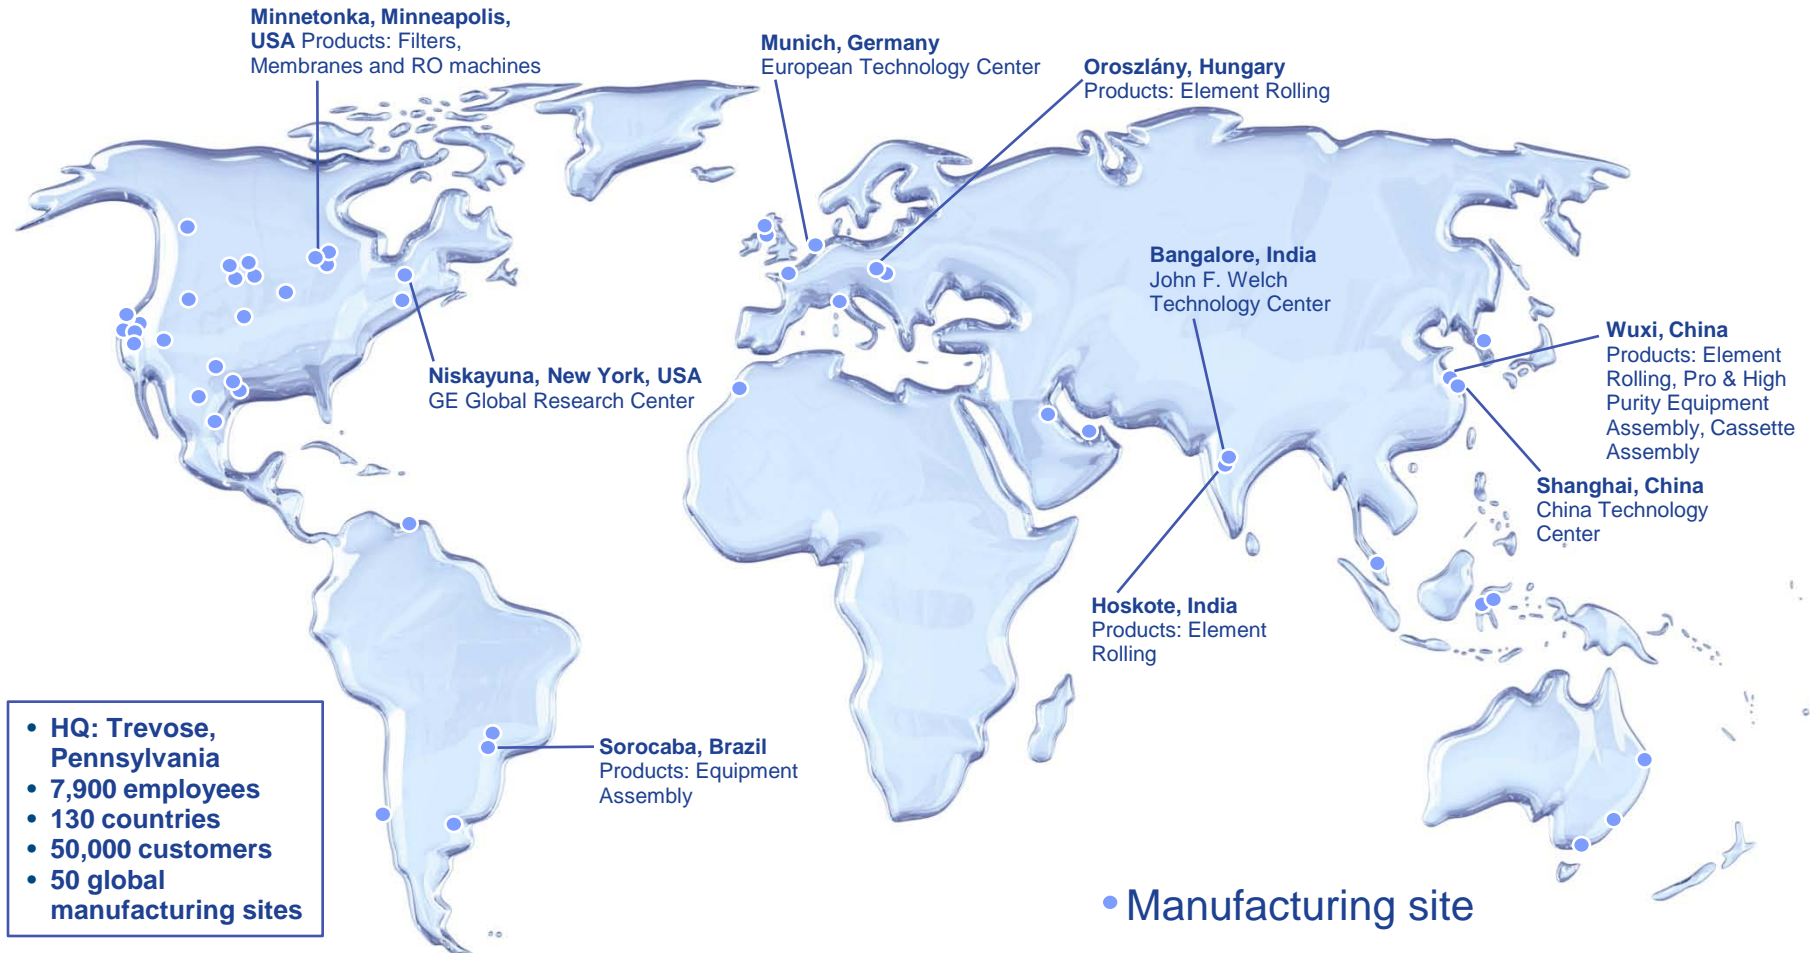 Minnetonka, Minneapolis,
USA Products: Filters,
Membranes and RO machines
Munich, Germany
European Technology Center
Oroszlány, Hungary
Products: Element Rolling
Bangalore, India
John F. Welch
Technology Center
Wuxi, China
Products: Element
Rolling, Pro & High
Purity Equipment
Assembly, Cassette
Assembly
Niskayuna, New York, USA
GE Global Research Center
Shanghai, China
China Technology
Center
Hoskote, India
Products: Element
Rolling
Sorocaba, Brazil
Products: Equipment
Assembly
• HQ: Trevose,
Pennsylvania
• 7,900 employees
• 130 countries
• 50,000 customers
• 50 global
manufacturing sites
Manufacturing site